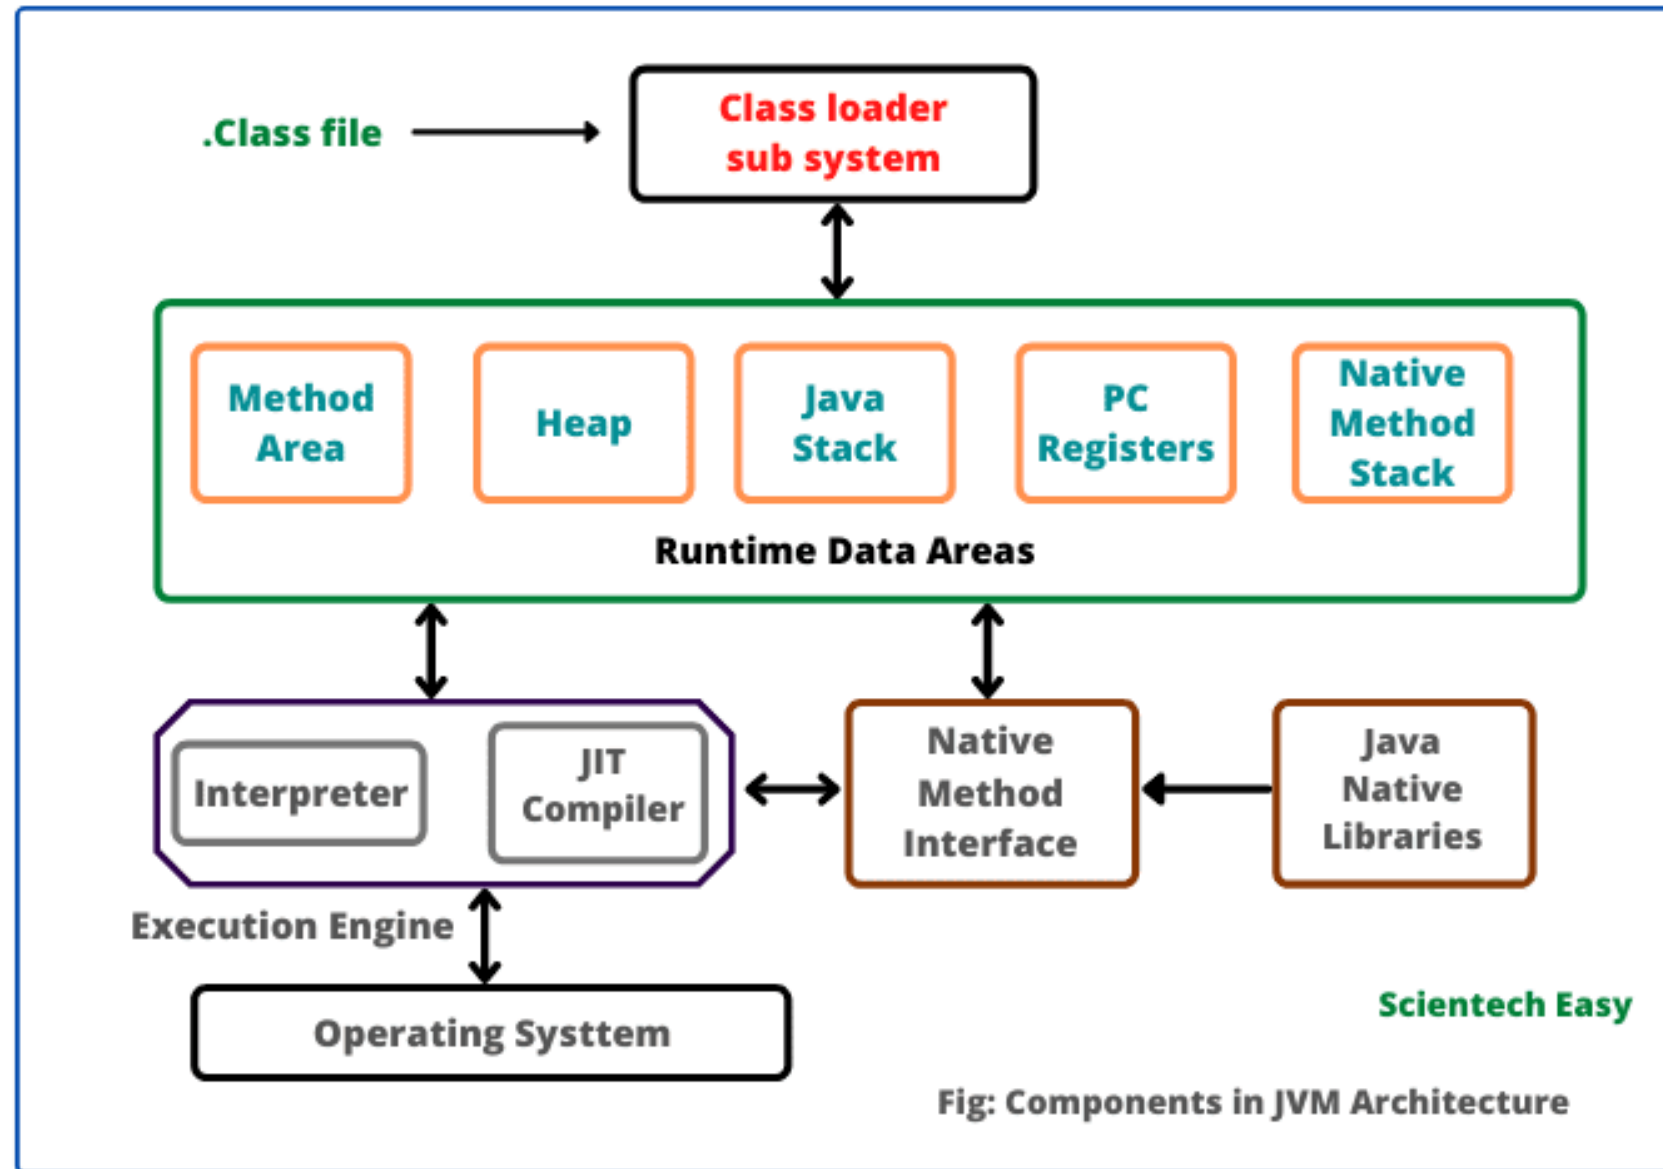 .Class file
Class loader
sub system
Method
Area
Heap
Java
Stack
PC
Registers
Native
Method
Stack
Runtime Data Areas
Interpreter
JIT
Compiler
Native
Method
Interface
Java
Native
Libraries
Execution Engine
Operating Systtem
Scientech Easy
Fig: Components in JVM Architecture